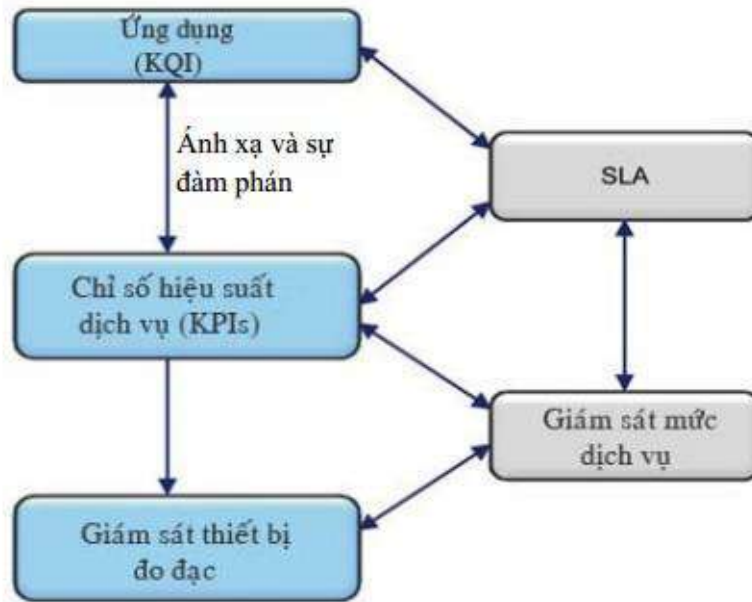 Ứng dụng
(KQI)
Ánh xạ và sự
đàm phán
SLA
Chỉ số hiệu suất
dịch vụ (KPIs)
Giám sát mức
dịch vụ
Giám sát thiết bị
đo đạc